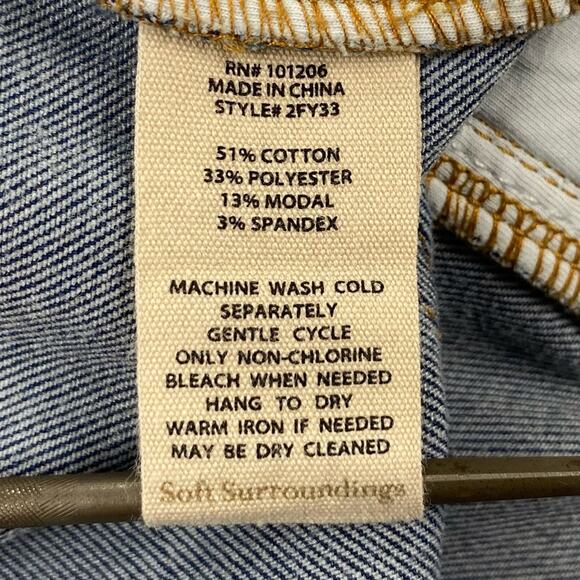 RN# 101206
MADE IN CHINA
STYLE# 2FY33
51% COTTON
33% POLYESTER
13% MODAL
3% SPANDEX
MACHINE WASH COLD
SEPARATELY
GENTLE CYCLE
ONLY NON-CHLORINE
BLEACH WHEN NEEDED
HANG TO DRY
WARM IRON IF NEEDED
MAY BE DRY CLEANED
Soft Surroundings